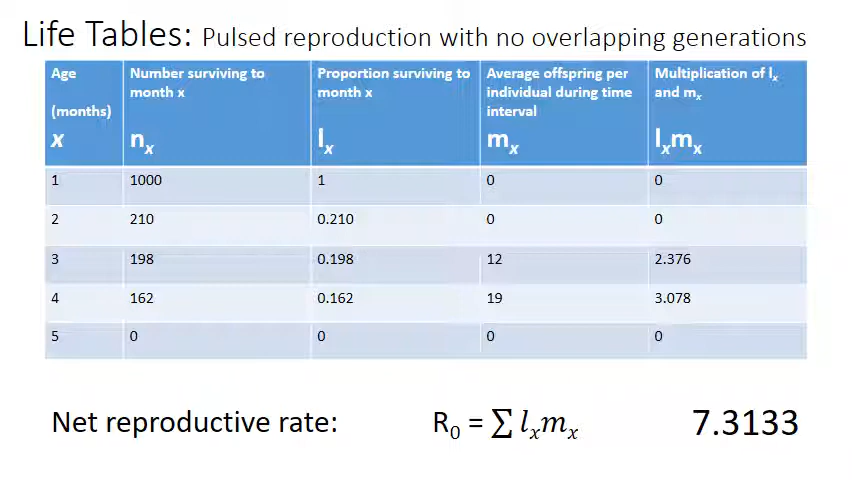 Life Tables: Pulsed reproduction with no overlapping generations
Age (months) x
Number surviving to month x nx
Proportion surviving to month x lx
Average offspring per individual during time interval mx
Multiplication of lx and mx lxmx
1 1000 1 0 0
2 210 0.210 0 0
3 198 0.198 12 2.376
4 162 0.162 19 3.078
5 0 0 0 0
Net reproductive rate: R0 = ∑ lxmx 7.3133